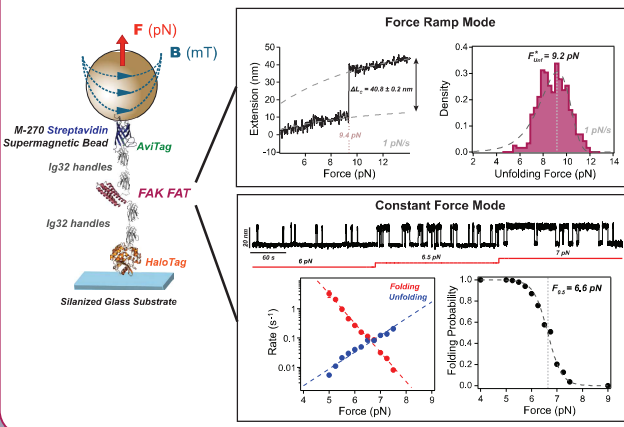 F (pN)
B (mT)
M-270 Streptavidin
Supermagnetic Bead
AviTag
Ig32 handles
FAK FAT
Ig32 handles
HaloTag
Silanized Glass Substrate
Force Ramp Mode
Extension (nm)
50
40
30
20
10
0
-10
ΔLc = 40.8 ± 0.2 nm
9.4 pN
1 pN/s
4 6 8 10 12
Force (pN)
Density
0.4
0.3
0.2
0.1
0.0
F*Unf = 9.2 pN
1 pN/s
2 4 6 8 10 12 14
Unfolding Force (pN)
Constant Force Mode
20 nm
60 s
6 pN
6.5 pN
7 pN
Rate (s⁻¹)
1
0.1
0.01
Folding
Unfolding
4 5 6 7 8 9
Force (pN)
Folding Probability
1.0
0.8
0.6
0.4
0.2
0.0
F0.5 = 6.6 pN
4 5 6 7 8 9
Force (pN)